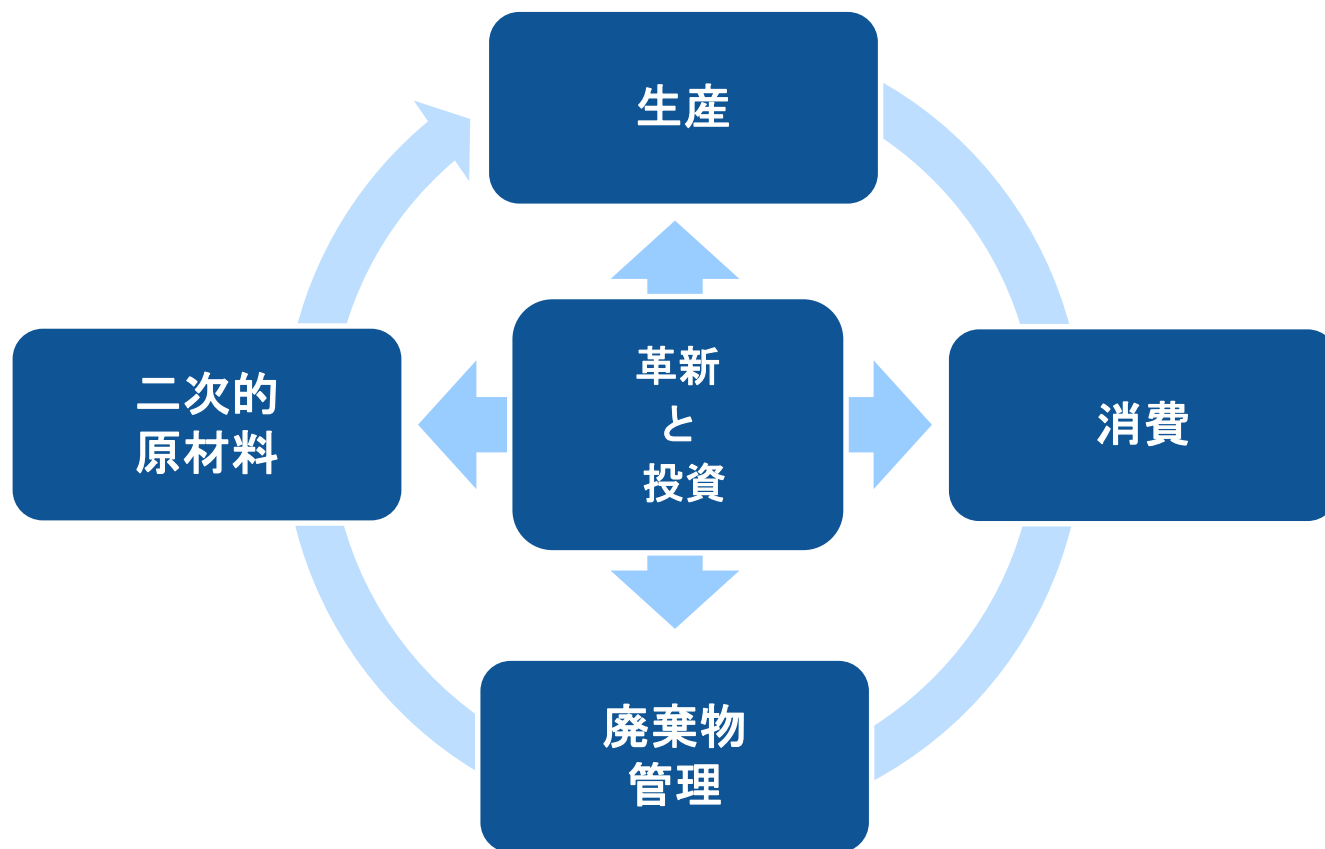 生産
革新
と
投資
二次的
原材料
消費
廃棄物
管理